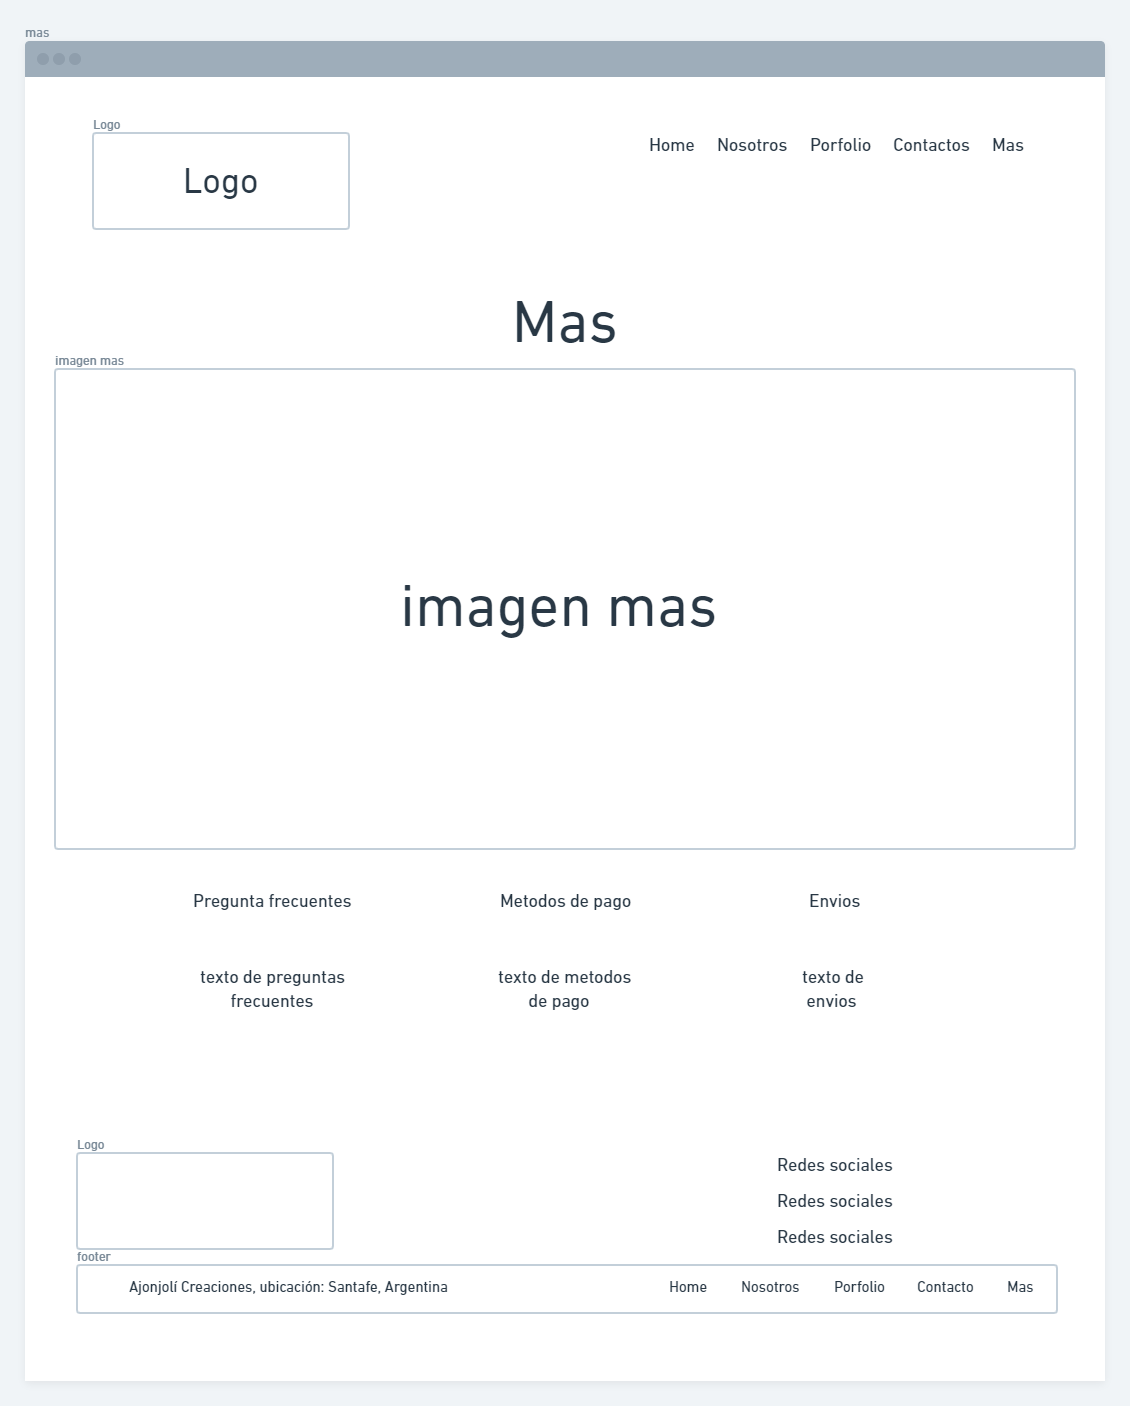 mas
Logo
Logo
Home Nosotros Porfolio Contactos Mas
Mas
imagen mas
imagen mas
Pregunta frecuentes Metodos de pago Envios
texto de preguntas texto de metodos texto de
frecuentes de pago envios
Logo
Redes sociales
Redes sociales
Redes sociales
footer
Ajonjolí Creaciones, ubicación: Santafe, Argentina Home Nosotros Porfolio Contacto Mas